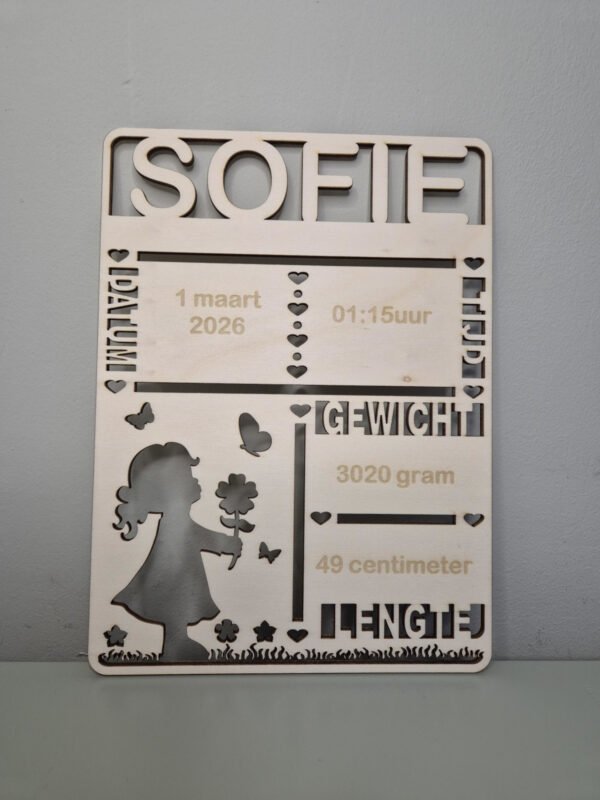 SOFIE
DATUM
1 maart
2026
01:15uur
TIJD
GEWICHT
3020 gram
49 centimeter
LENGTE